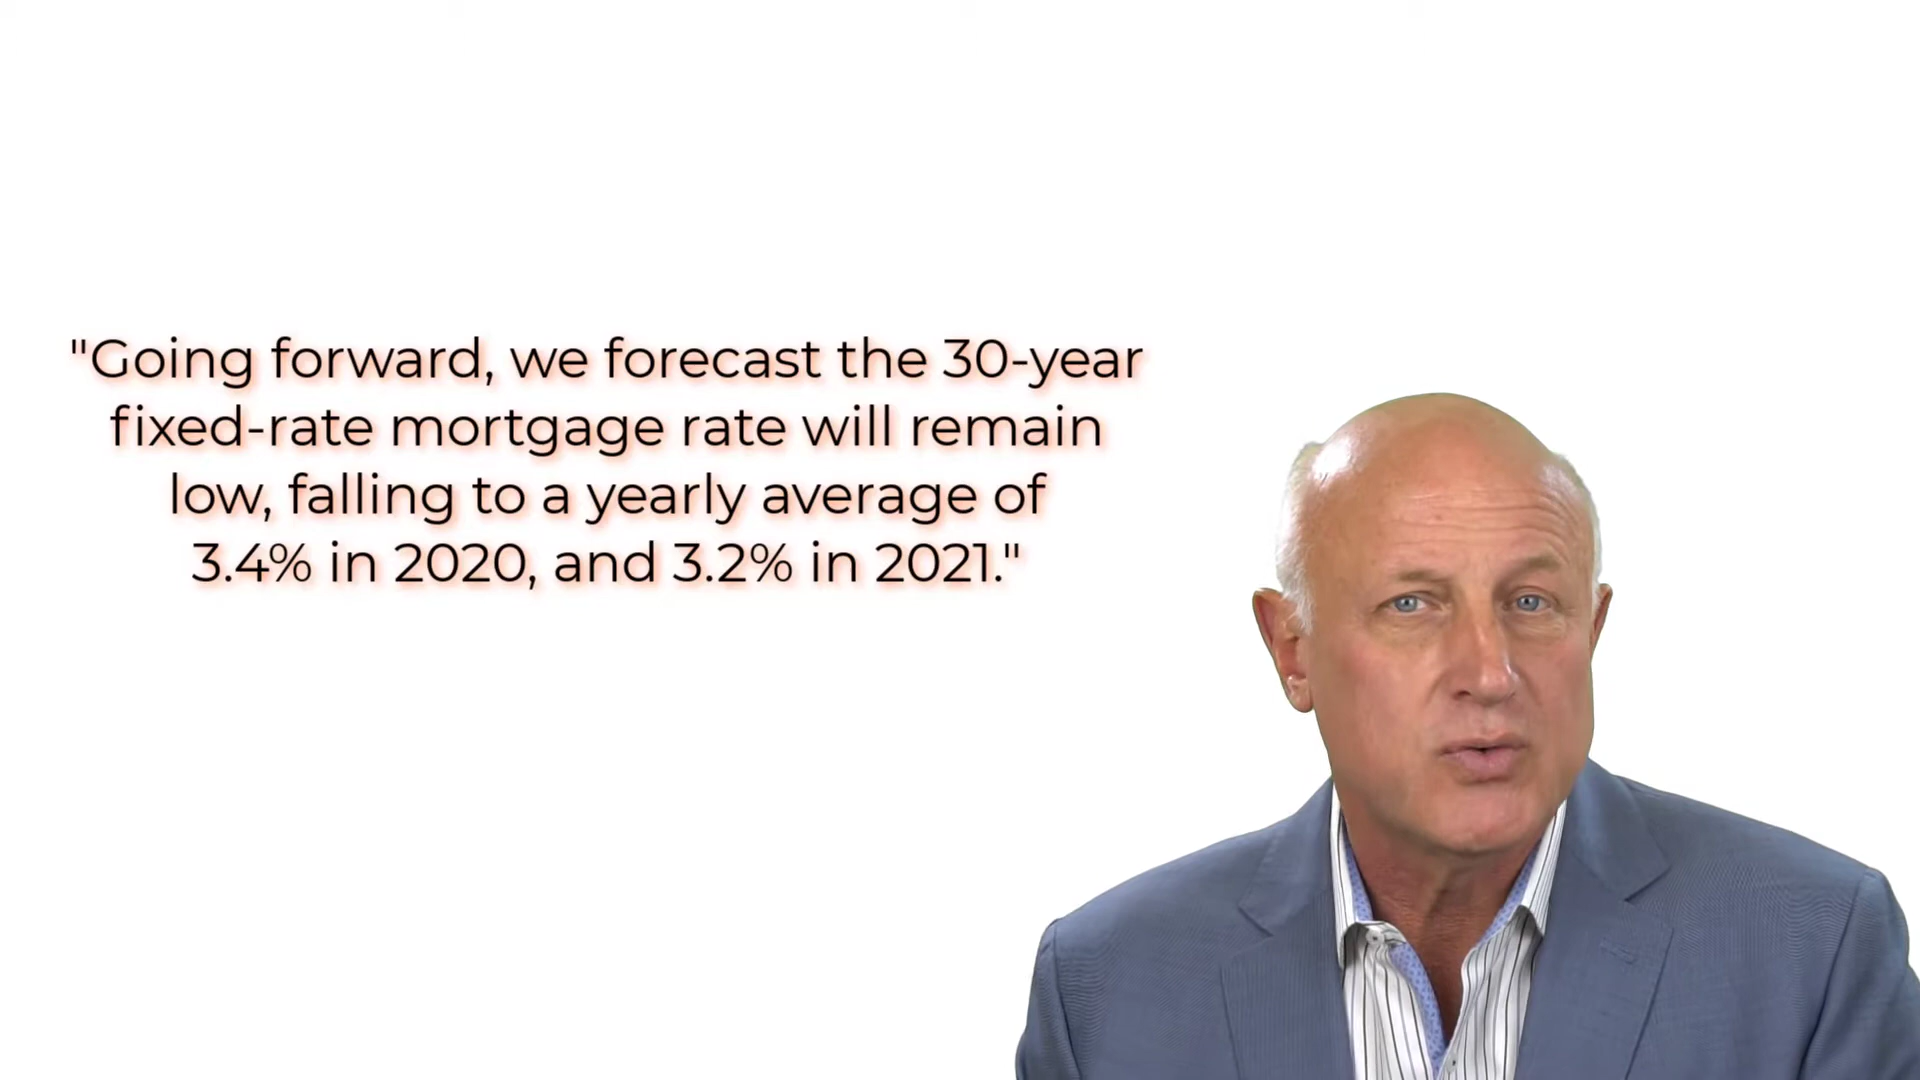 "Going forward, we forecast the 30-year
fixed-rate mortgage rate will remain
low, falling to a yearly average of
3.4% in 2020, and 3.2% in 2021."